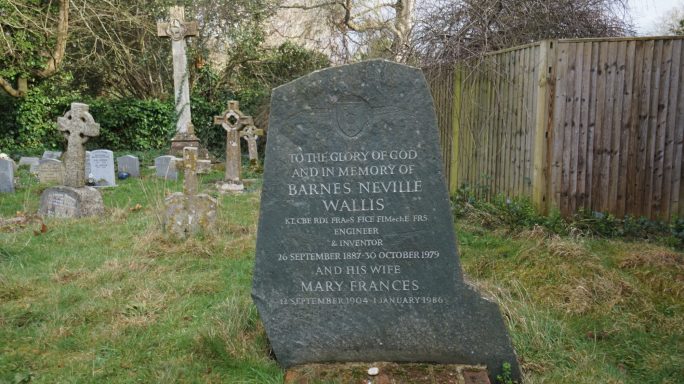 TO THE GLORY OF GOD
AND IN MEMORY OF
BARNES NEVILLE
WALLIS
KT. CBE RDI FRAeS FICE FIMechE FRS
ENGINEER
& INVENTOR
26 SEPTEMBER 1887·30 OCTOBER 1979
AND HIS WIFE
MARY FRANCES
12 SEPTEMBER 1904·1 JANUARY 1986